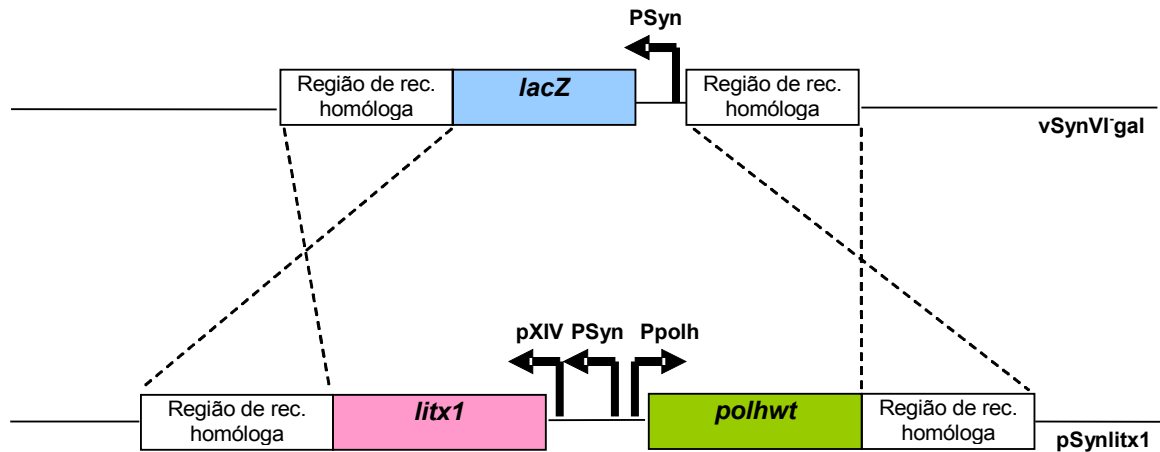 PSyn
Região de rec.
homóloga
lacZ
Região de rec.
homóloga
vSynVI-gal
pXIV PSyn Ppolh
Região de rec.
homóloga
litx1
polhwt
Região de rec.
homóloga
pSynlitx1